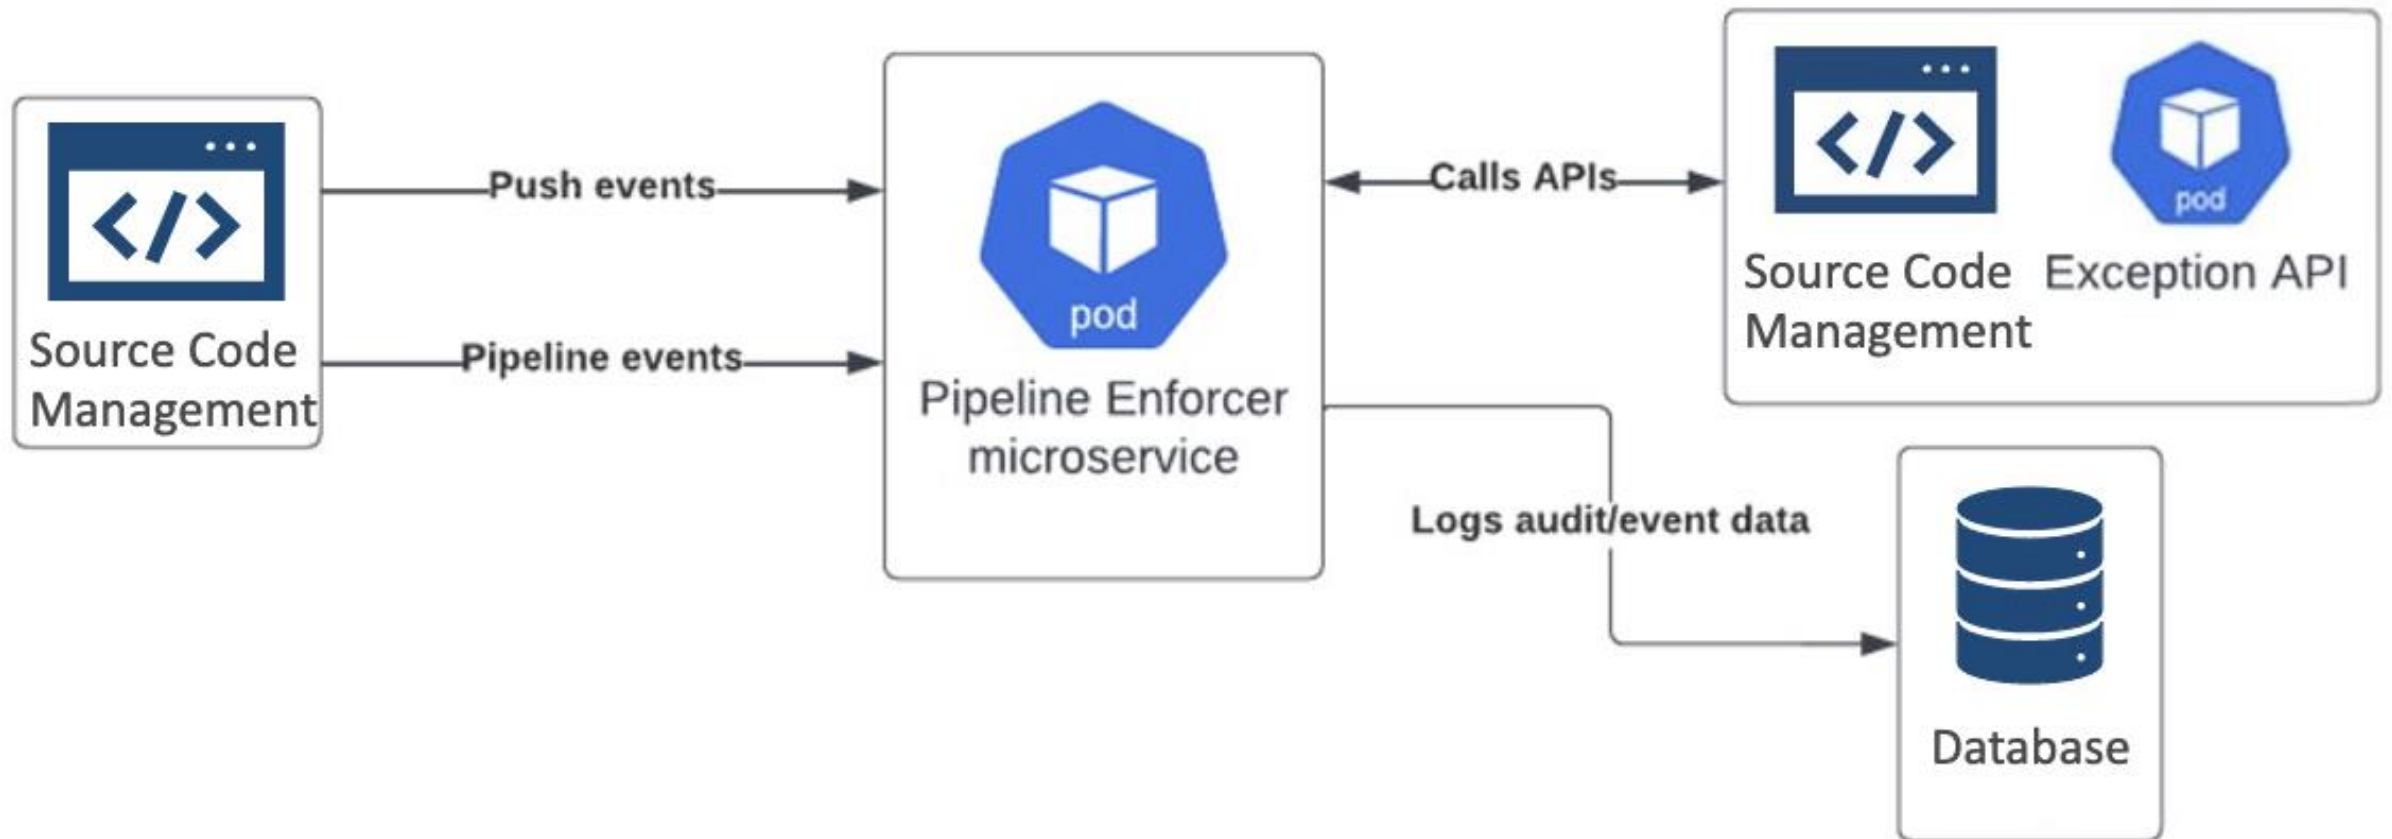 Source Code
Management
Push events
Pipeline events
pod
Pipeline Enforcer
microservice
Calls APIs
Source Code
Management
pod
Exception API
Logs audit/event data
Database